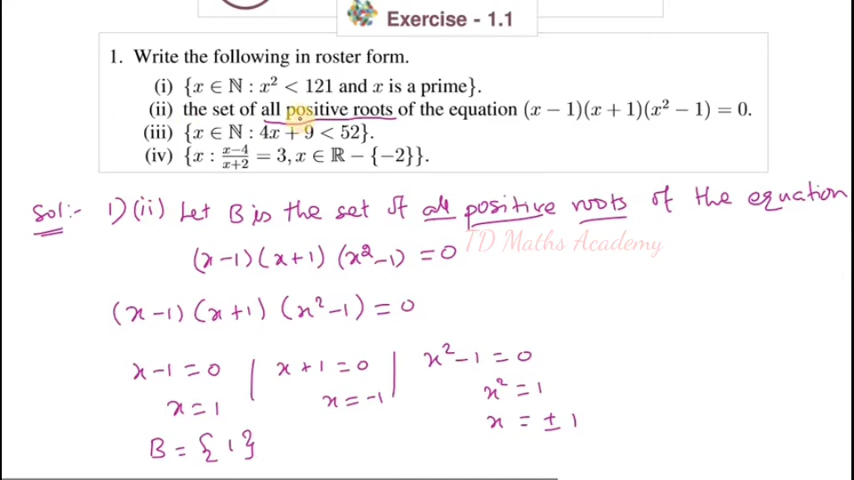 Exercise - 1.1
1. Write the following in roster form.
(i) {x ∈ ℕ : x² < 121 and x is a prime}.
(ii) the set of all positive roots of the equation (x − 1)(x + 1)(x² − 1) = 0.
(iii) {x ∈ ℕ : 4x + 9 < 52}.
(iv) {x : (x−4)/(x+2) = 3, x ∈ ℝ − {−2}}.
Sol:- 1) (ii) Let B is the set of all positive roots of the equation
(x-1)(x+1)(x²-1) = 0
TD Maths Academy
(x-1)(x+1)(x²-1) = 0
x-1=0 | x+1=0 | x²-1=0
x=1 x=-1 x²=1
x = ±1
B = {1}